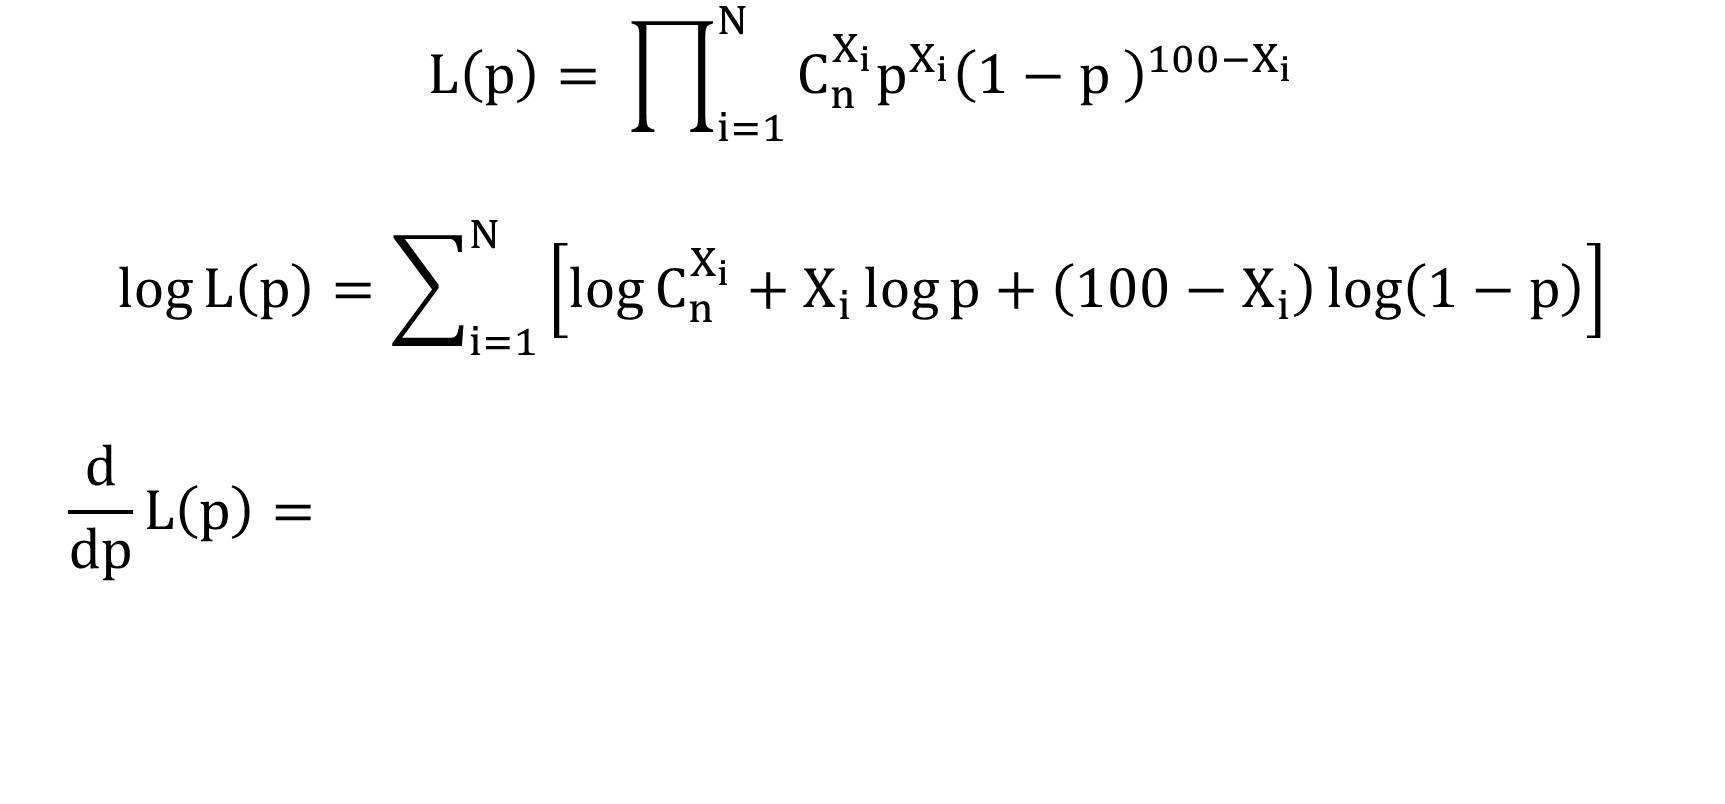 L(p) = ∏_{i=1}^{N} C_n^{X_i} p^{X_i} (1 − p )^{100−X_i}
log L(p) = ∑_{i=1}^{N} [log C_n^{X_i} + X_i log p + (100 − X_i) log(1 − p)]
d/dp L(p) =